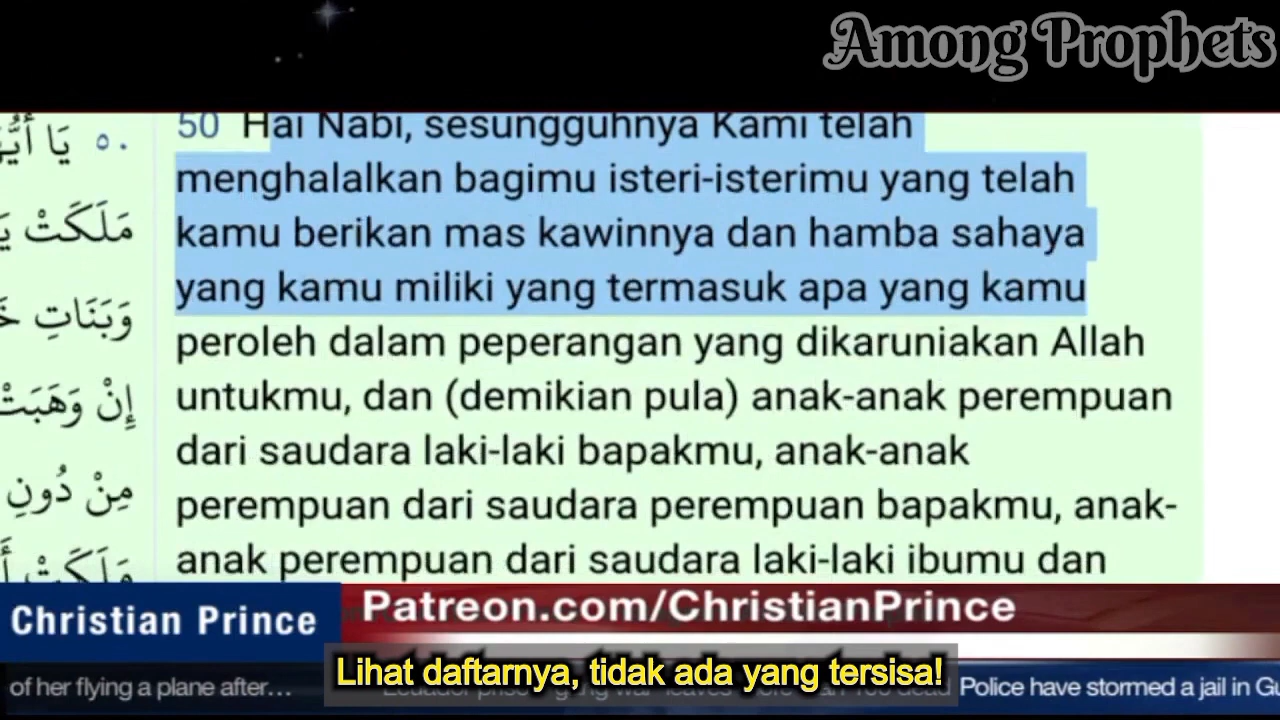 Among Prophets
50 Hai Nabi, sesungguhnya Kami telah
menghalalkan bagimu isteri-isterimu yang telah
kamu berikan mas kawinnya dan hamba sahaya
yang kamu miliki yang termasuk apa yang kamu
peroleh dalam peperangan yang dikaruniakan Allah
untukmu, dan (demikian pula) anak-anak perempuan
dari saudara laki-laki bapakmu, anak-anak
perempuan dari saudara perempuan bapakmu, anak-
anak perempuan dari saudara laki-laki ibumu dan
٥٠ يَا
مَلَكَتْ
وَبَنَاتِ
إِنْ وَهَبَتْ
مِنْ دُونِ
Christian Prince
Patreon.com/ChristianPrince
Lihat daftarnya, tidak ada yang tersisa!
of her flying a plane after...
Police have stormed a jail in